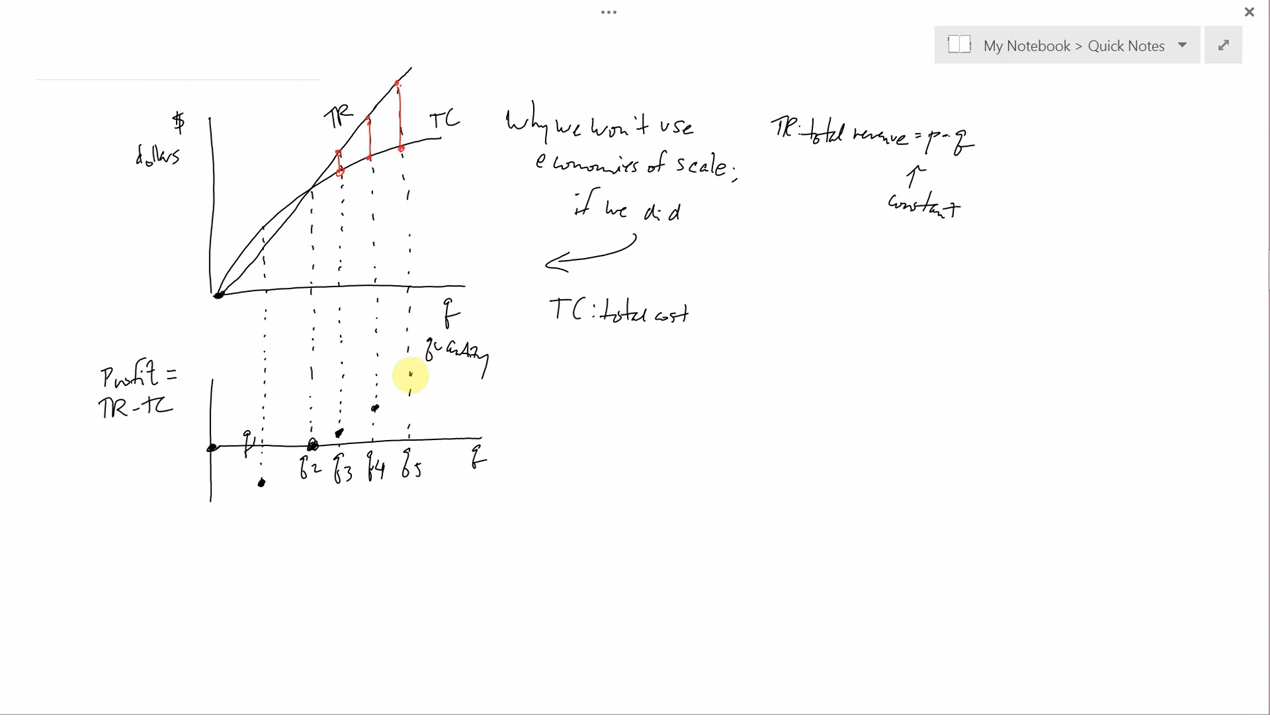 My Notebook > Quick Notes
$
dollars
TR
TC
q
quantity
Why we won't use
economies of scale;
if we did
TC: total cost
TR: total revenue = p·q
constant
Profit =
TR-TC
q1
q2
q3
q4
q5
q